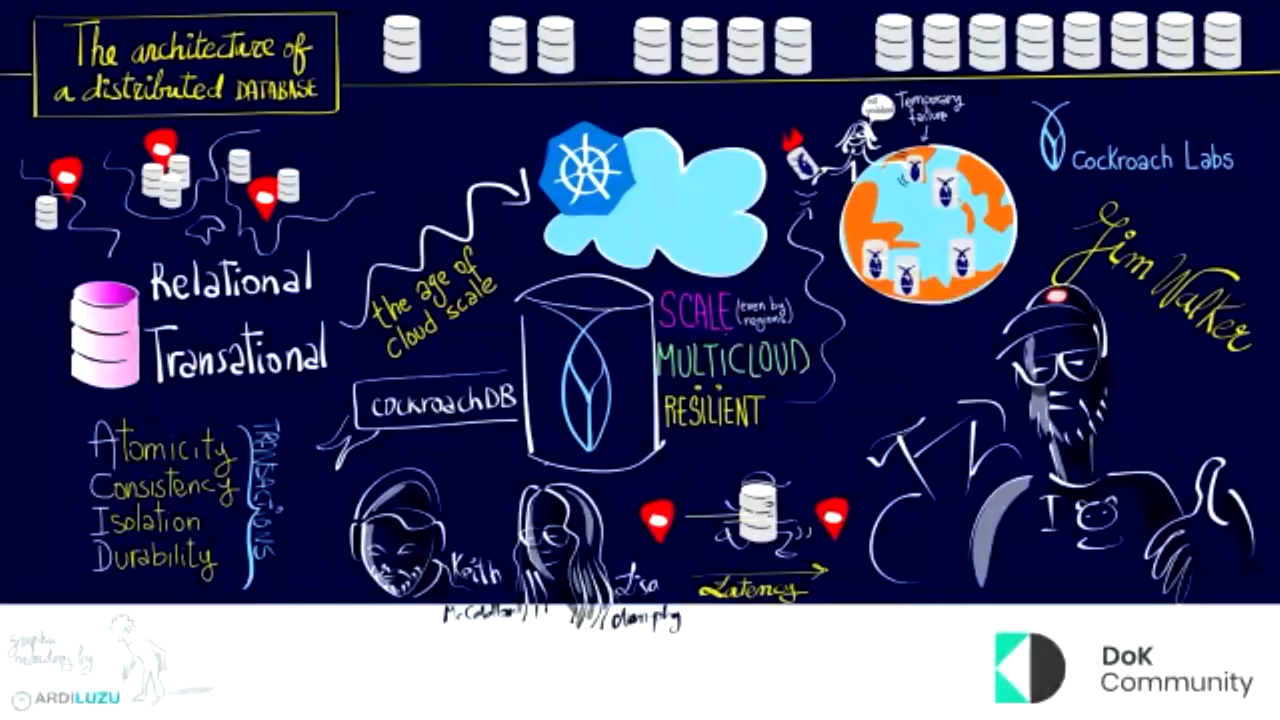 The architecture of
a distributed DATABASE
Temporary
failure
Cockroach Labs
Jim Walker
Relational
Transational
the age of
cloud scale
SCALE (even by
regions)
MULTICLOUD
RESILIENT
cockroachDB
Atomicity
Consistency
Isolation
Durability
TRANSACTIONS
Keith
Lisa
Latency
I
by
ARDILUZU
DoK
Community